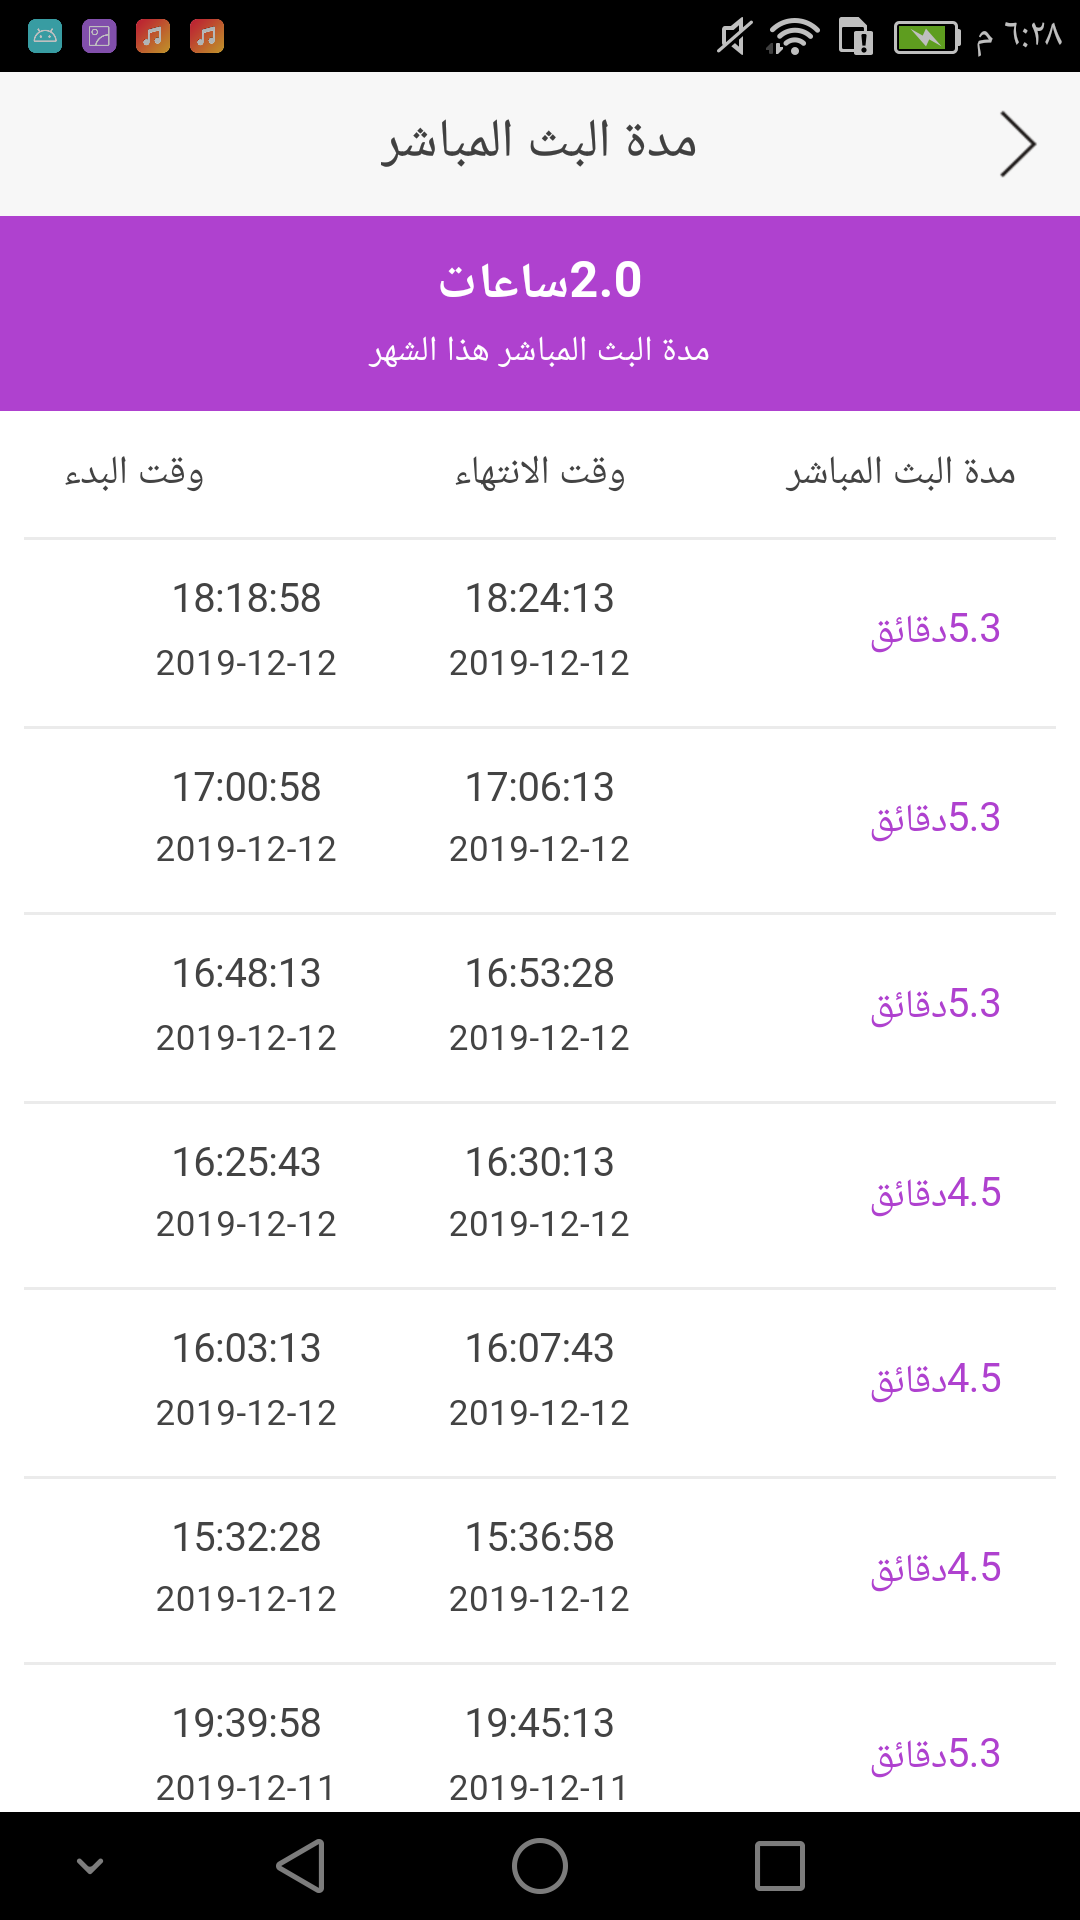 ٦:٢٨ م
مدة البث المباشر
2.0ساعات
مدة البث المباشر هذا الشهر
مدة البث المباشر وقت الانتهاء وقت البدء
18:18:58 18:24:13
5.3دقائق
2019-12-12 2019-12-12
17:00:58 17:06:13
5.3دقائق
2019-12-12 2019-12-12
16:48:13 16:53:28
5.3دقائق
2019-12-12 2019-12-12
16:25:43 16:30:13
4.5دقائق
2019-12-12 2019-12-12
16:03:13 16:07:43
4.5دقائق
2019-12-12 2019-12-12
15:32:28 15:36:58
4.5دقائق
2019-12-12 2019-12-12
19:39:58 19:45:13
5.3دقائق
2019-12-11 2019-12-11